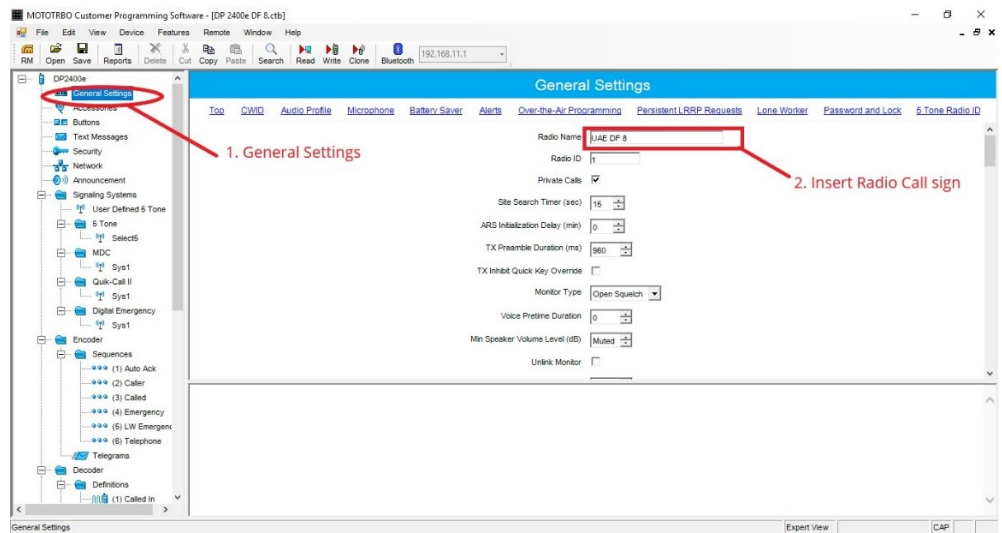 MOTOTRBO Customer Programming Software - [DP 2400e DF 8.ctb]
File Edit View Device Features Remote Window Help
RM Open Save Reports Delete Cut Copy Paste Search Read Write Clone Bluetooth 192.168.11.1
DP2400e
General Settings
Accessories
Buttons
Text Messages
Security
Network
Announcement
Signaling Systems
User Defined 5 Tone
5 Tone
Select5
MDC
Sys1
Quik-Call II
Sys1
Digital Emergency
Sys1
Encoder
Sequences
(1) Auto Ack
(2) Caller
(3) Called
(4) Emergency
(5) LW Emergenc
(6) Telephone
Telegrams
Decoder
Definitions
(1) Called In
General Settings
Top CWID Audio Profile Microphone Battery Saver Alerts Over-the-Air Programming Persistent LRRP Requests Lone Worker Password and Lock 5 Tone Radio ID
Radio Name UAE DF 8
Radio ID 1
Private Calls
Site Search Timer (sec) 15
ARS Initialization Delay (min) 0
TX Preamble Duration (ms) 960
TX Inhibit Quick Key Override
Monitor Type Open Squelch
Voice Pretime Duration 0
Min Speaker Volume Level (dB) Muted
Unlink Monitor
1. General Settings
2. Insert Radio Call sign
General Settings Expert View CAP